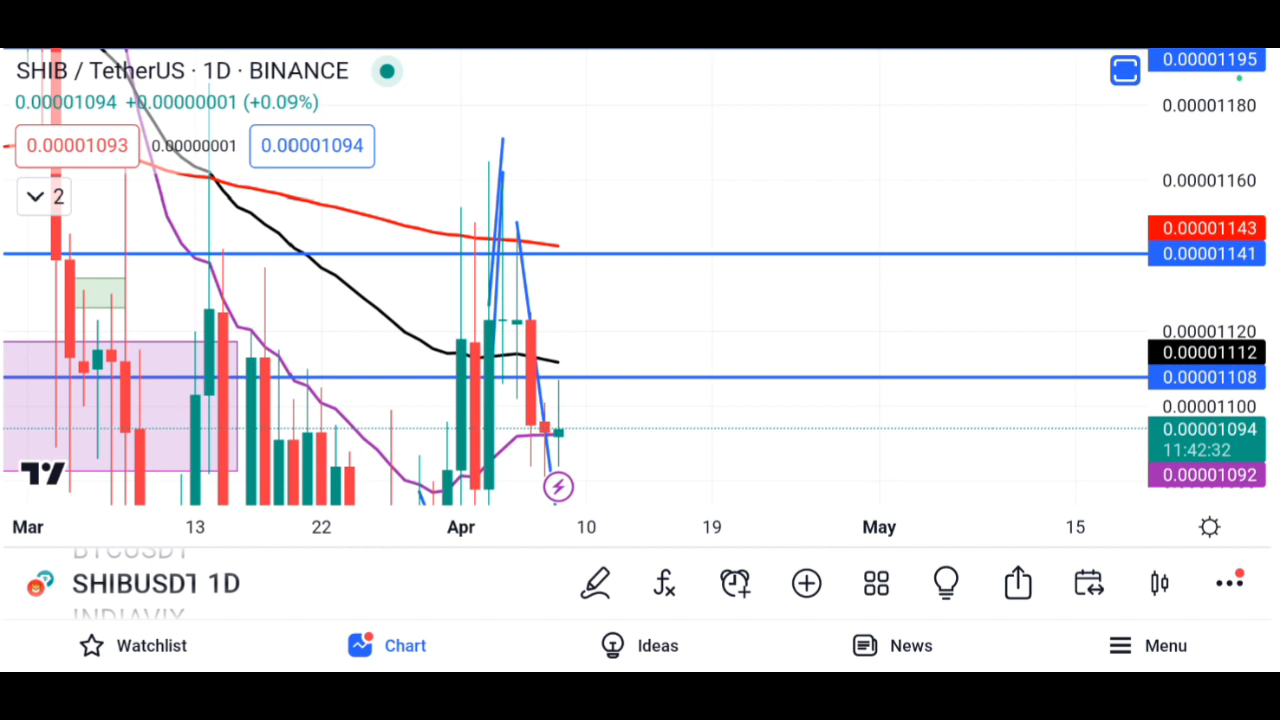 0.00001195
SHIB / TetherUS · 1D · BINANCE
0.00001094 +0.00000001 (+0.09%)
0.00001180
0.00001093 0.00000001 0.00001094
0.00001160
2
0.00001143
0.00001141
0.00001120
0.00001112
0.00001108
0.00001100
0.00001094
11:42:32
0.00001092
Mar 13 22 Apr 10 19 May 15
BTCUSDT
SHIBUSDT 1D
INDIAVIX
Watchlist Chart Ideas News Menu